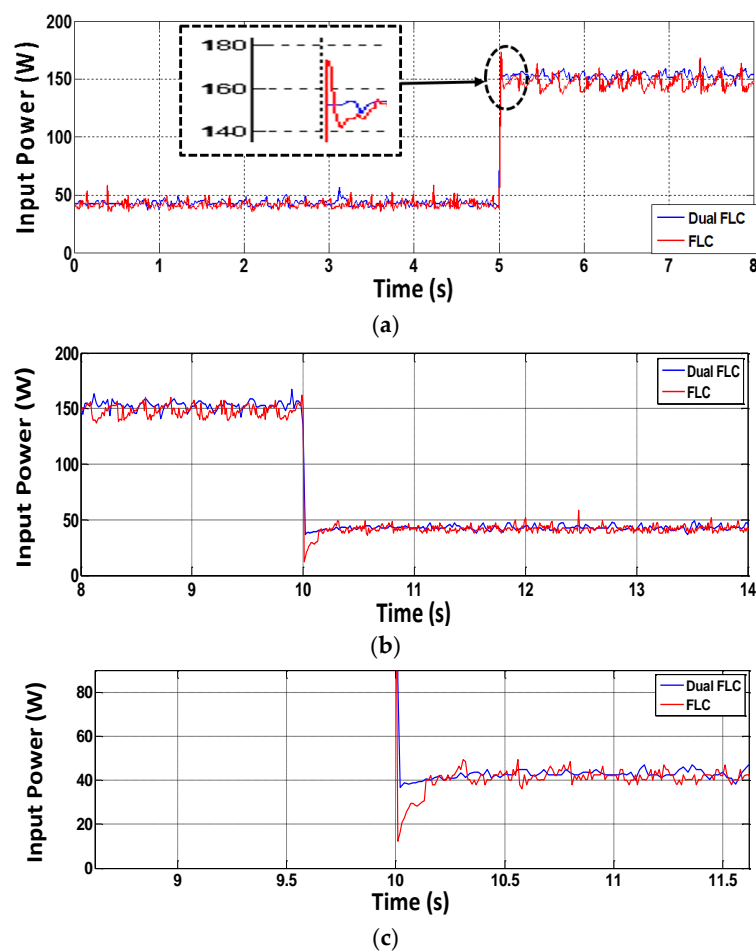 200
150
100
50
0
Input Power (W)
180
160
140
Dual FLC
FLC
0 1 2 3 4 5 6 7 8
Time (s)
(a)
200
150
100
50
0
Input Power (W)
Dual FLC
FLC
8 9 10 11 12 13 14
Time (s)
(b)
80
60
40
20
0
Input Power (W)
Dual FLC
FLC
9 9.5 10 10.5 11 11.5
Time (s)
(c)